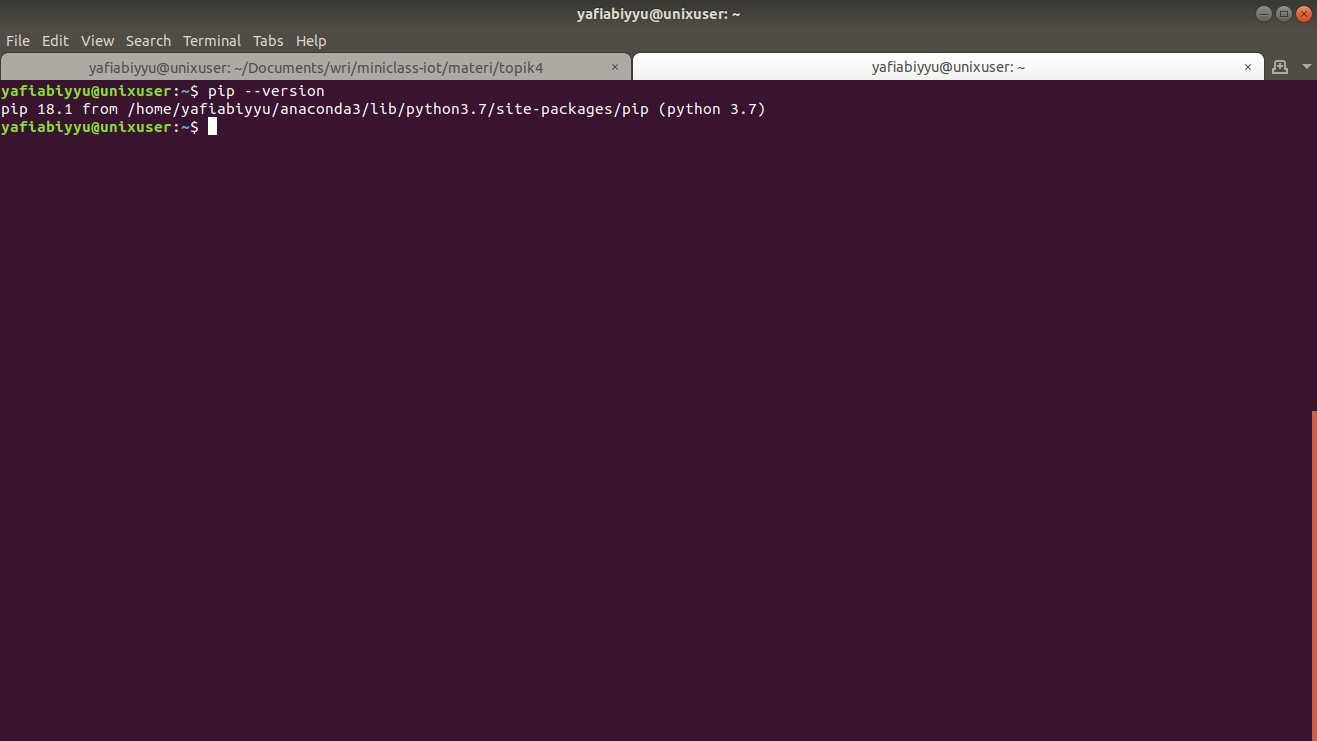 yafiabiyyu@unixuser: ~
File Edit View Search Terminal Tabs Help
yafiabiyyu@unixuser: ~/Documents/wri/miniclass-iot/materi/topik4 × yafiabiyyu@unixuser: ~ ×
yafiabiyyu@unixuser:~$ pip --version
pip 18.1 from /home/yafiabiyyu/anaconda3/lib/python3.7/site-packages/pip (python 3.7)
yafiabiyyu@unixuser:~$